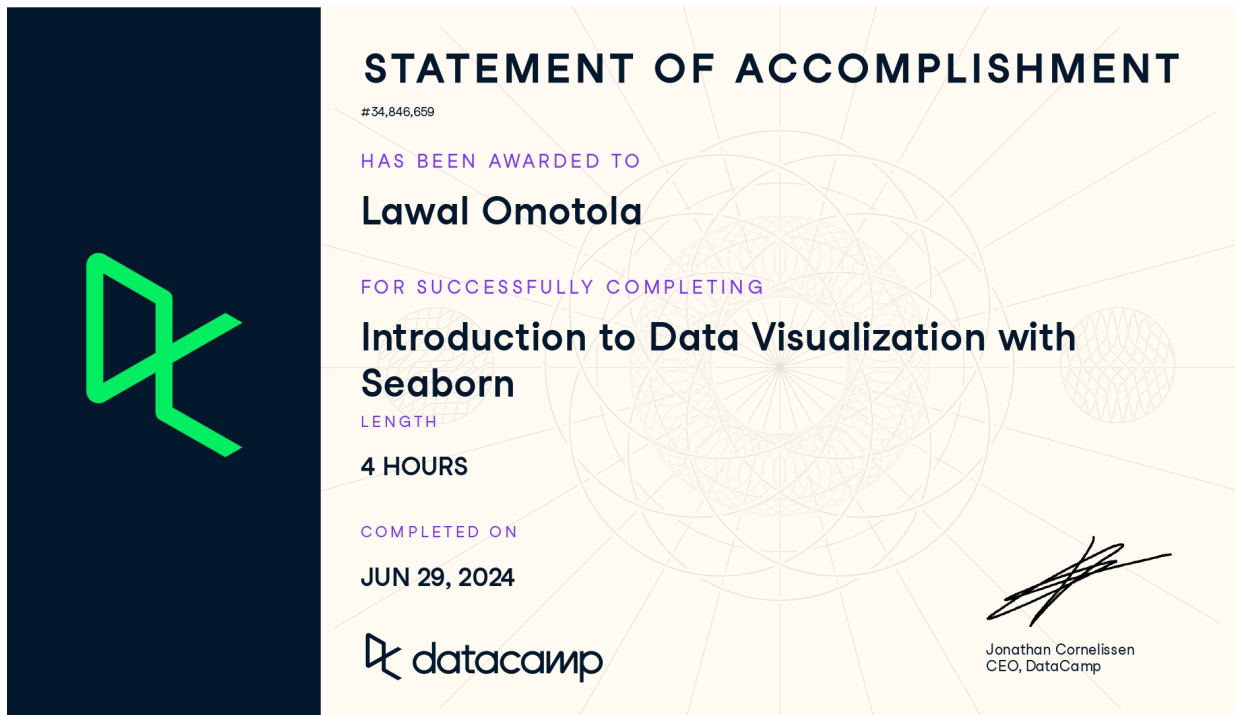 STATEMENT OF ACCOMPLISHMENT
#34,846,659
HAS BEEN AWARDED TO
Lawal Omotola
FOR SUCCESSFULLY COMPLETING
Introduction to Data Visualization with
Seaborn
LENGTH
4 HOURS
COMPLETED ON
JUN 29, 2024
datacamp
Jonathan Cornelissen
CEO, DataCamp